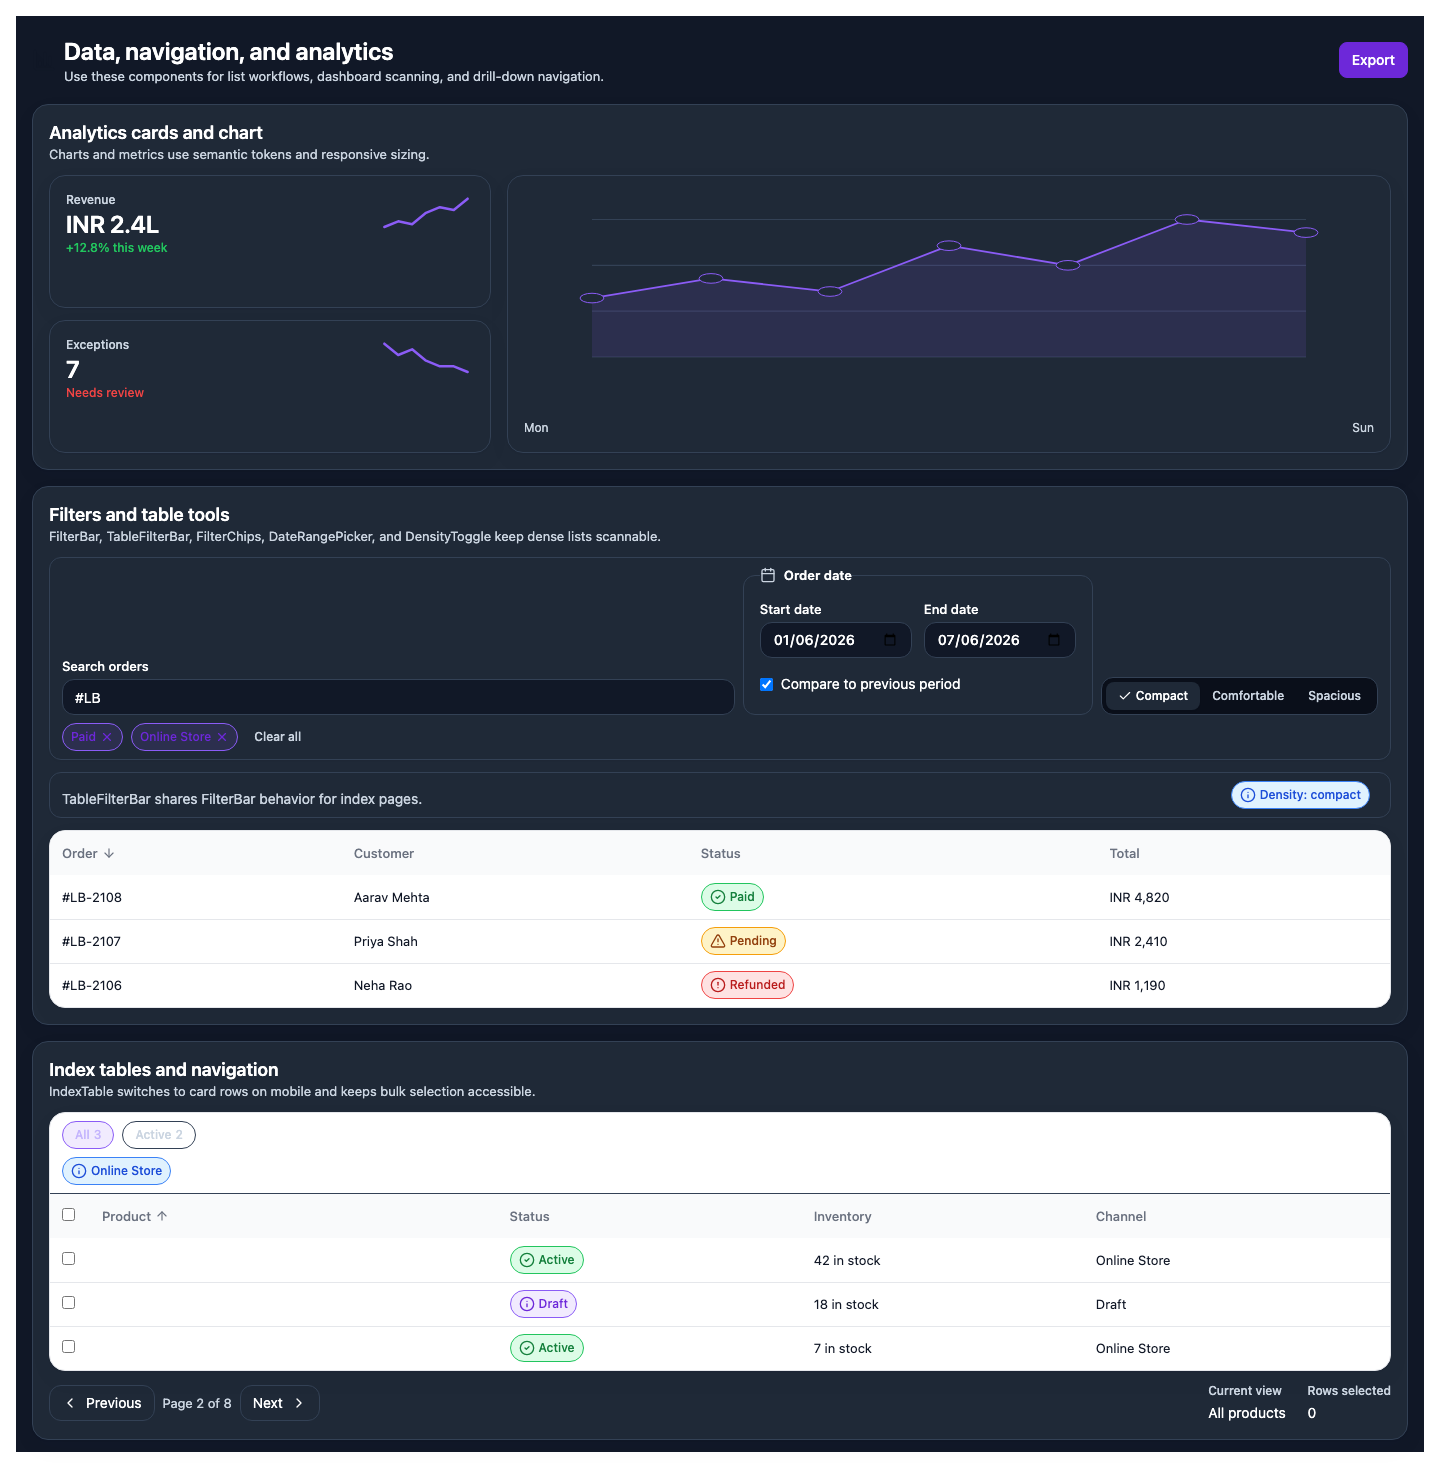 Data, navigation, and analytics
Use these components for list workflows, dashboard scanning, and drill-down navigation.
Export
Analytics cards and chart
Charts and metrics use semantic tokens and responsive sizing.
Revenue
INR 2.4L
+12.8% this week
Exceptions
7
Needs review
Mon
Sun
Filters and table tools
FilterBar, TableFilterBar, FilterChips, DateRangePicker, and DensityToggle keep dense lists scannable.
Order date
Start date
End date
01/06/2026
07/06/2026
Compare to previous period
Search orders
#LB
Compact
Comfortable
Spacious
Paid
Online Store
Clear all
TableFilterBar shares FilterBar behavior for index pages.
Density: compact
Order Customer Status Total
#LB-2108 Aarav Mehta Paid INR 4,820
#LB-2107 Priya Shah Pending INR 2,410
#LB-2106 Neha Rao Refunded INR 1,190
Index tables and navigation
IndexTable switches to card rows on mobile and keeps bulk selection accessible.
All 3 Active 2
Online Store
Product Status Inventory Channel
Active 42 in stock Online Store
Draft 18 in stock Draft
Active 7 in stock Online Store
Previous Page 2 of 8 Next
Current view Rows selected
All products 0